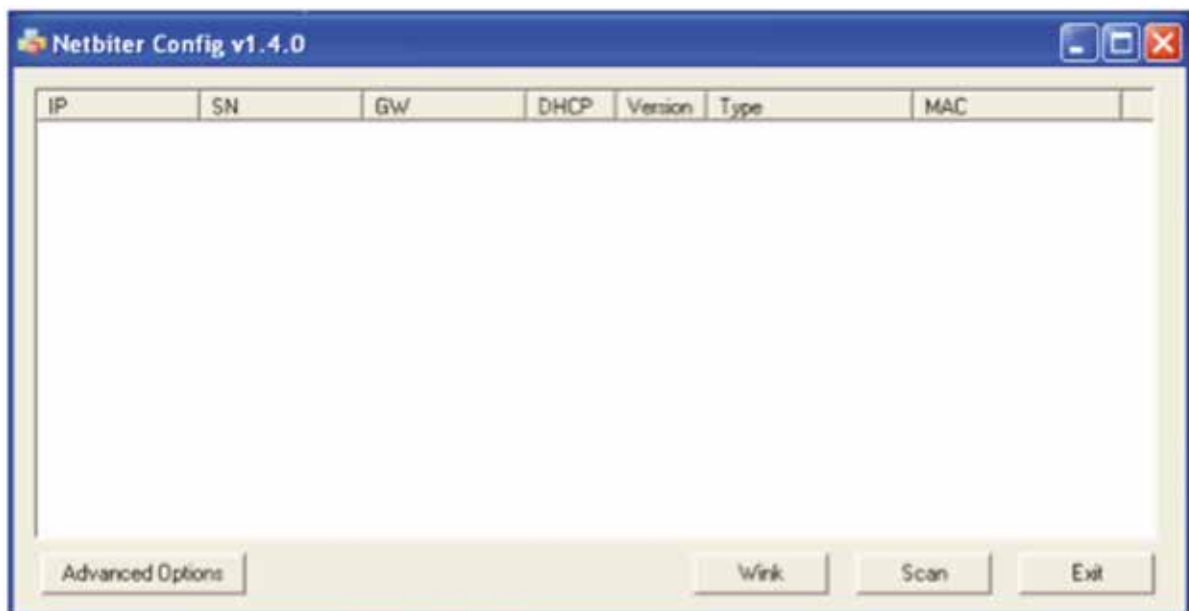 Netbiter Config v1.4.0
IP SN GW DHCP Version Type MAC
Advanced Options Wink Scan Exit